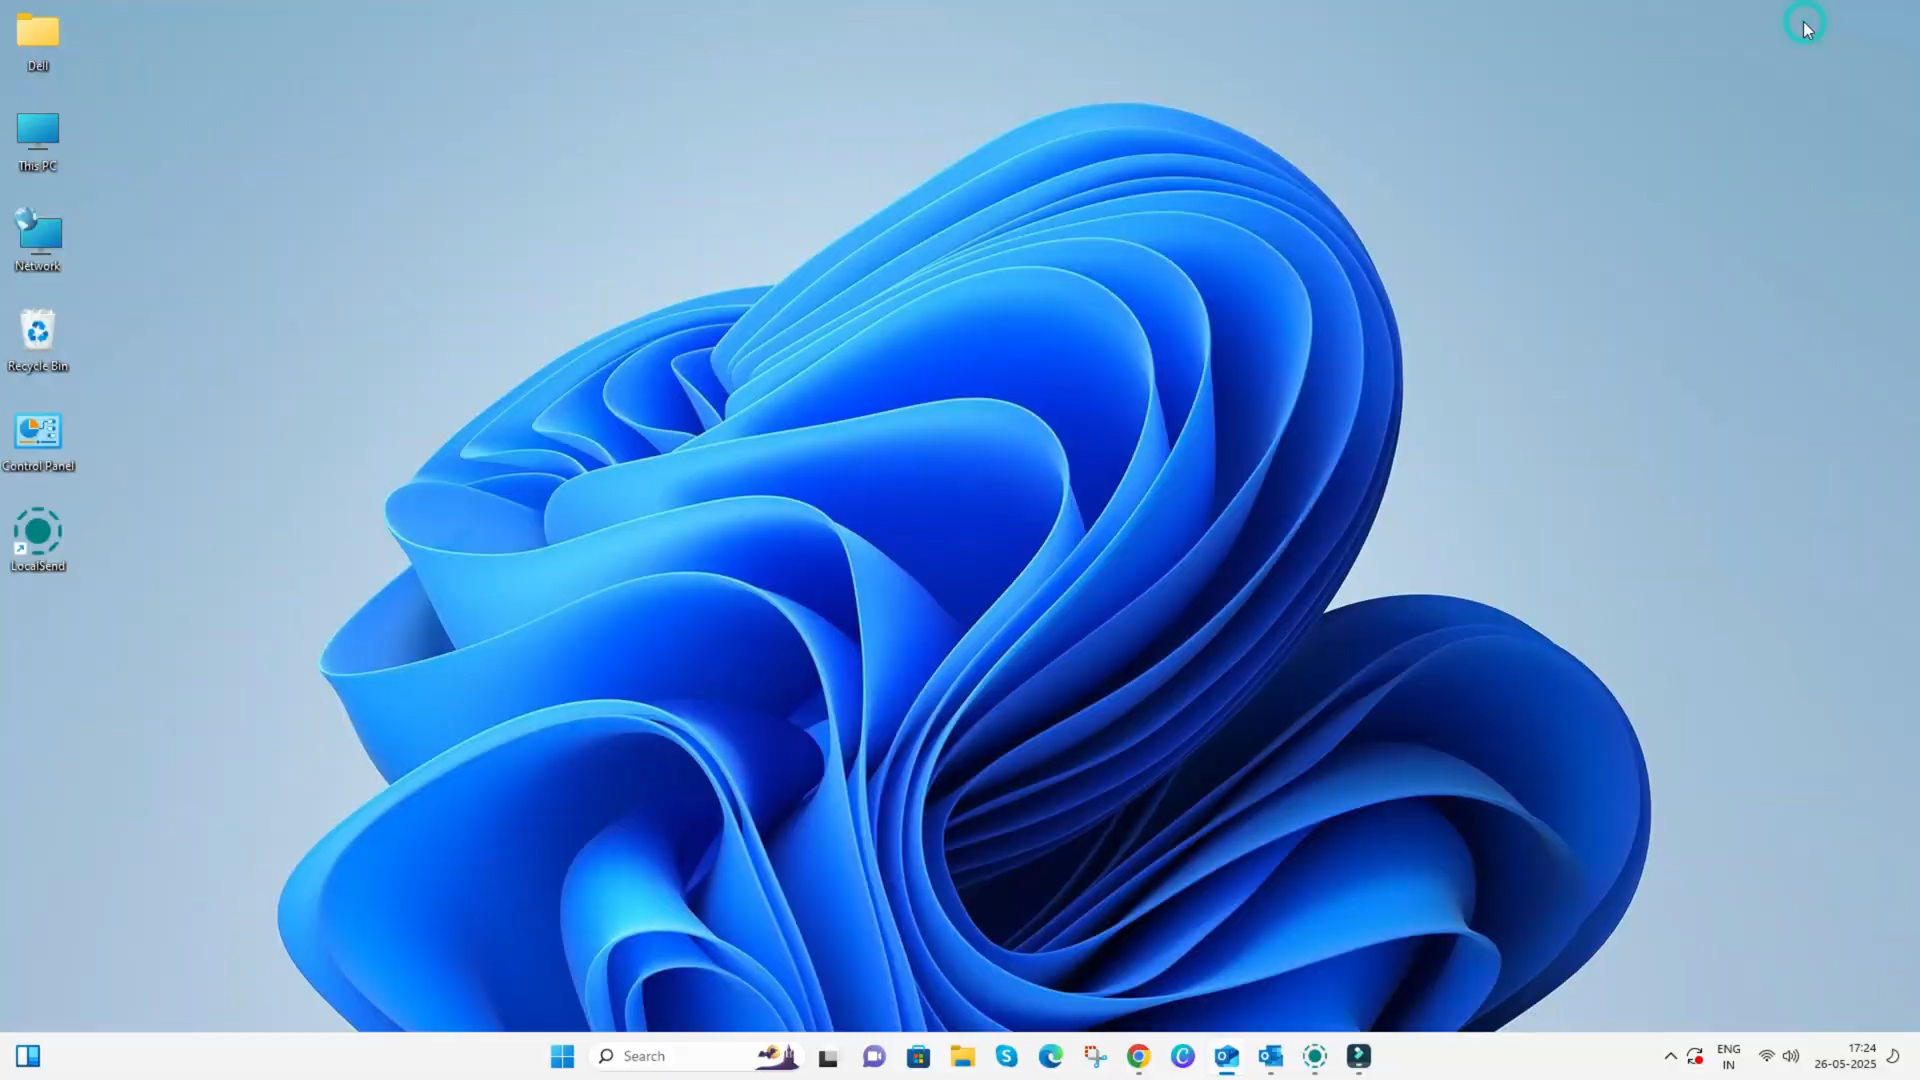 Dell
This PC
Network
Recycle Bin
Control Panel
LocalSend
Search
ENG
IN
17:24
26-05-2025